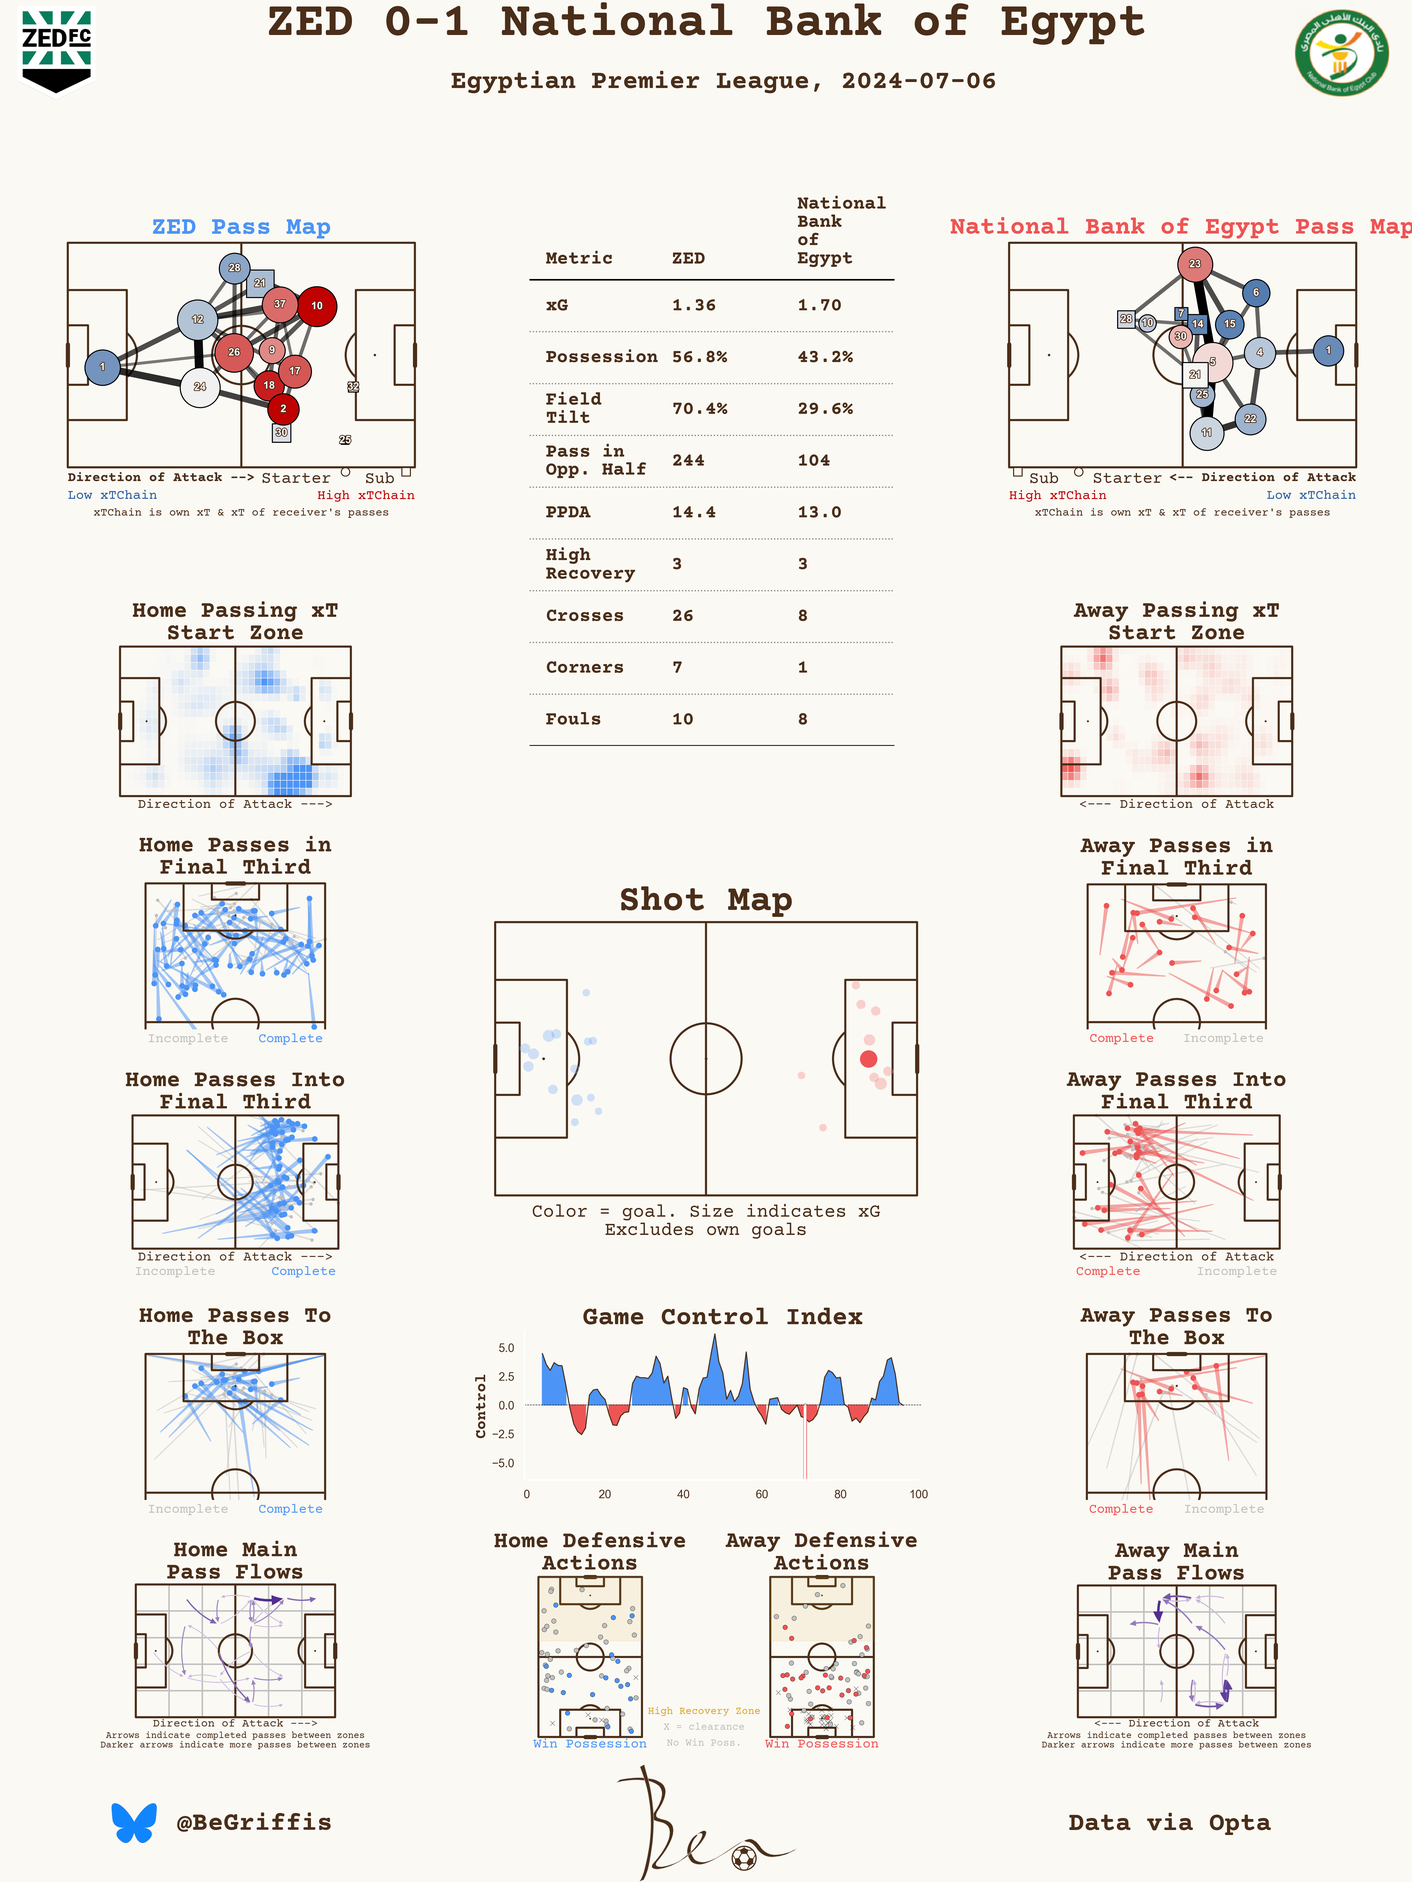 ZED 0-1 National Bank of Egypt
Egyptian Premier League, 2024-07-06
ZEDFC
نادى البنك الأهلى المصرى
National Bank of Egypt Club
ZED Pass Map
28
21
37
10
12
26
9
1
17
24
18
32
2
30
25
Direction of Attack --> Starter Sub
Low xTChain High xTChain
xTChain is own xT & xT of receiver's passes
National
Bank
of
Metric ZED Egypt
xG 1.36 1.70
Possession 56.8% 43.2%
Field
Tilt 70.4% 29.6%
Pass in
Opp. Half 244 104
PPDA 14.4 13.0
High
Recovery 3 3
Crosses 26 8
Corners 7 1
Fouls 10 8
National Bank of Egypt Pass Map
23
6
7
28
10
14
15
30
1
4
5
21
25
22
11
Sub Starter <-- Direction of Attack
High xTChain Low xTChain
xTChain is own xT & xT of receiver's passes
Home Passing xT
Start Zone
Direction of Attack --->
Away Passing xT
Start Zone
<--- Direction of Attack
Home Passes in
Final Third
Incomplete Complete
Away Passes in
Final Third
Complete Incomplete
Shot Map
Color = goal. Size indicates xG
Excludes own goals
Home Passes Into
Final Third
Direction of Attack --->
Incomplete Complete
Away Passes Into
Final Third
<--- Direction of Attack
Complete Incomplete
Home Passes To
The Box
Incomplete Complete
Game Control Index
Control
5.0
2.5
0.0
−2.5
−5.0
0 20 40 60 80 100
Away Passes To
The Box
Complete Incomplete
Home Main
Pass Flows
Direction of Attack --->
Arrows indicate completed passes between zones
Darker arrows indicate more passes between zones
Home Defensive
Actions
Win Possession
High Recovery Zone
X = clearance
No Win Poss.
Away Defensive
Actions
Win Possession
Away Main
Pass Flows
<--- Direction of Attack
Arrows indicate completed passes between zones
Darker arrows indicate more passes between zones
@BeGriffis
Ben
Data via Opta